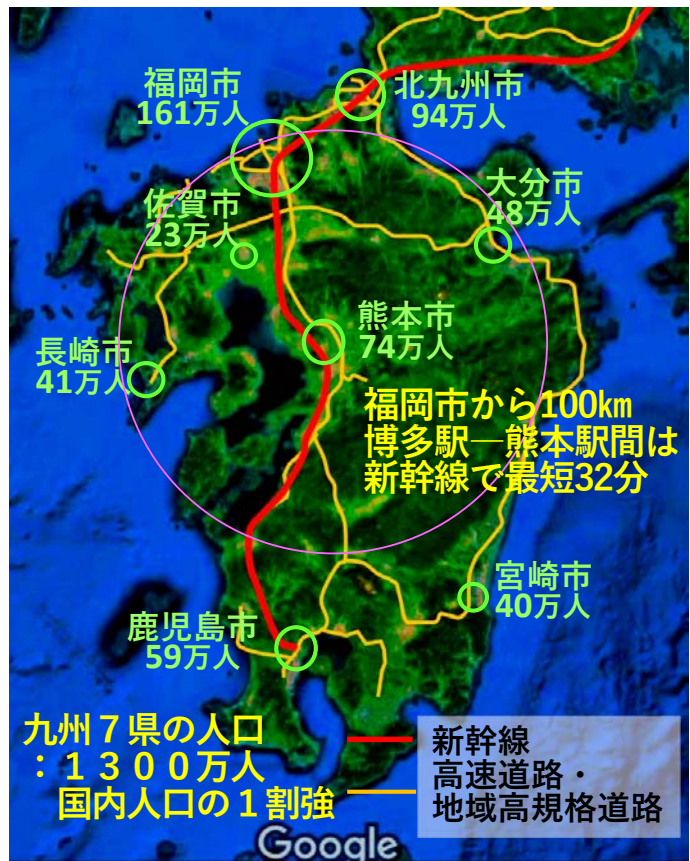 福岡市
161万人
北九州市
94万人
佐賀市
23万人
大分市
48万人
熊本市
74万人
長崎市
41万人
福岡市から100㎞
博多駅―熊本駅間は
新幹線で最短32分
宮崎市
40万人
鹿児島市
59万人
九州７県の人口
：１３００万人
国内人口の１割強
新幹線
高速道路・
地域高規格道路
Google